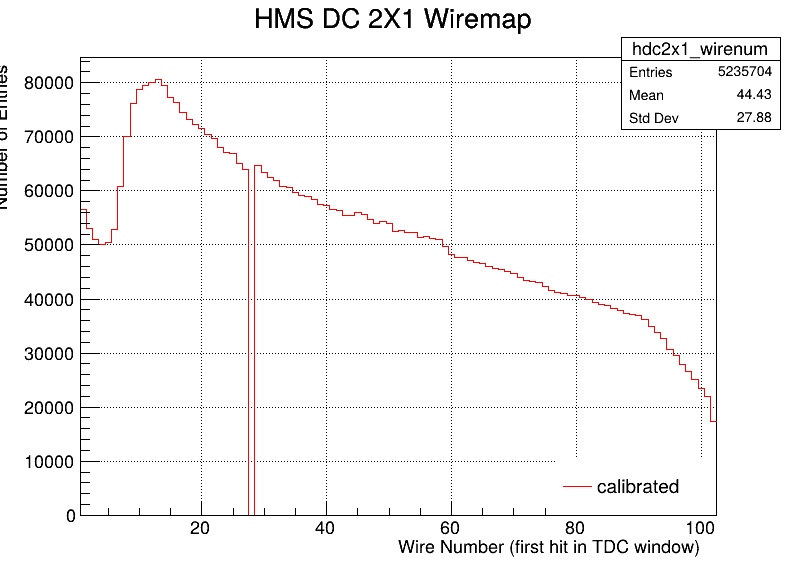 HMS DC 2X1 Wiremap
hdc2x1_wirenum
Entries 5235704
Mean 44.43
Std Dev 27.88
Number of Entries
80000
70000
60000
50000
40000
30000
20000
10000
0
20 40 60 80 100
calibrated
Wire Number (first hit in TDC window)